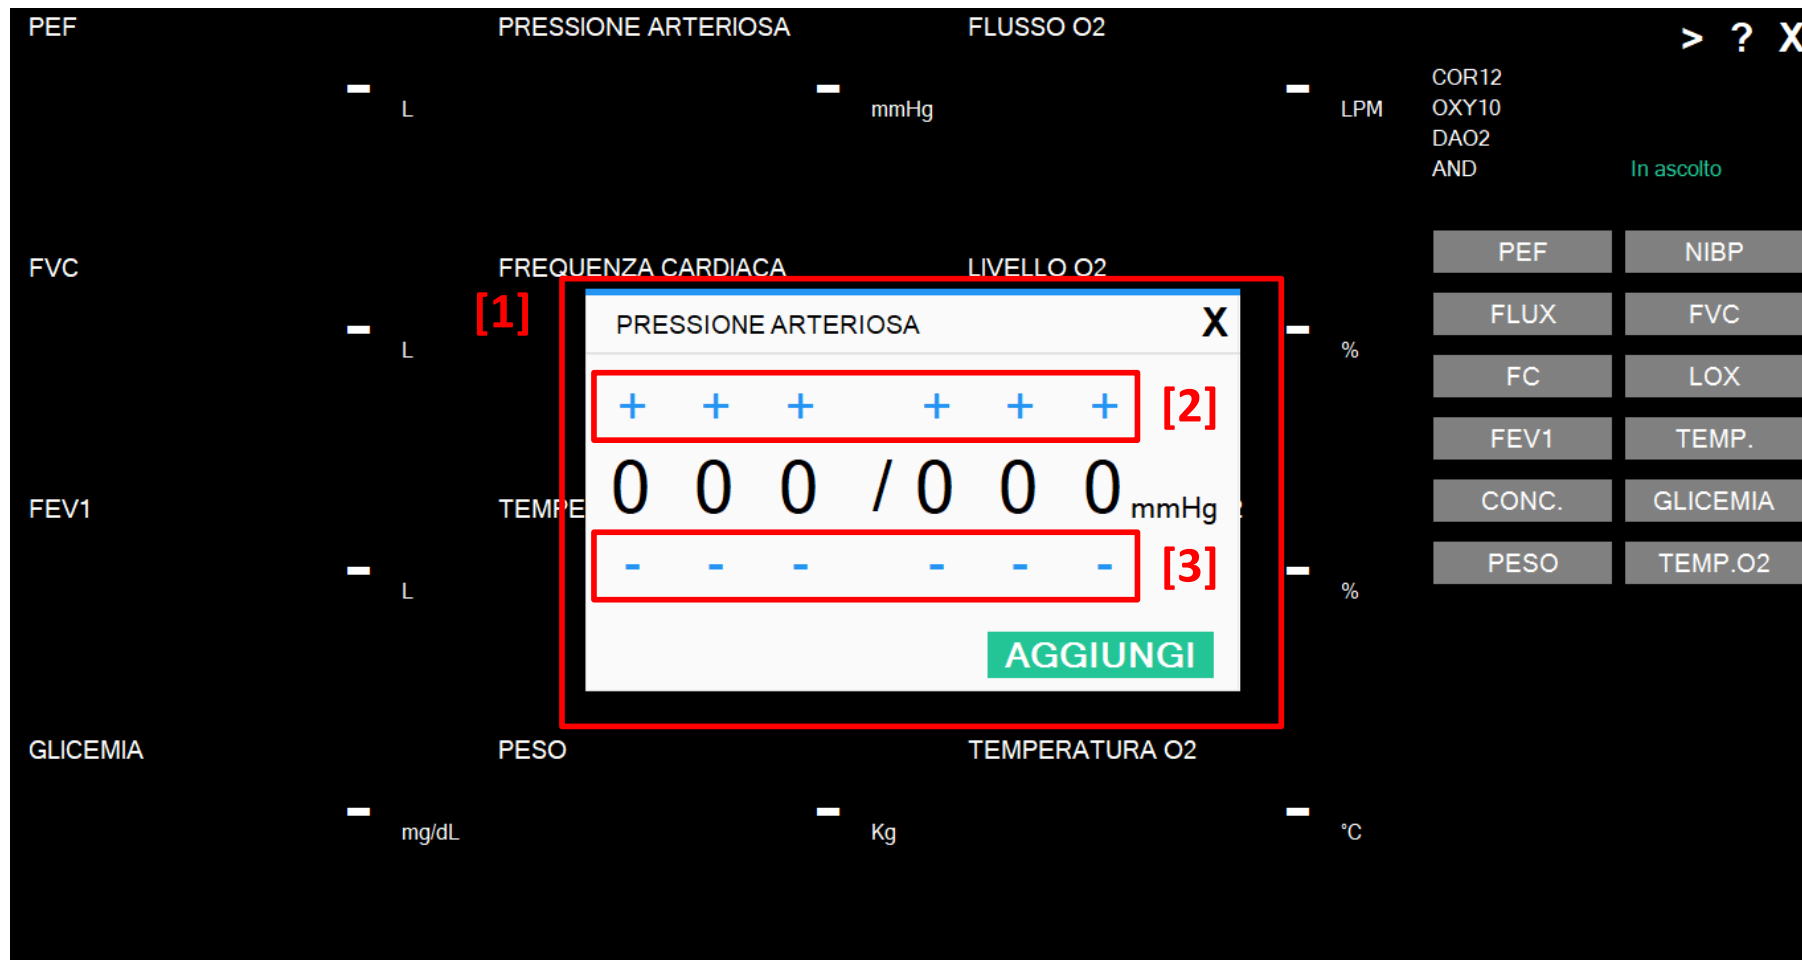 PEF PRESSIONE ARTERIOSA FLUSSO O2 > ? X
- L - mmHg - LPM
COR12
OXY10
DAO2
AND In ascolto
PEF NIBP
FVC FREQUENZA CARDIACA LIVELLO O2
[1] PRESSIONE ARTERIOSA X
FLUX FVC
- L - %
FC LOX
+ + + + + + [2]
FEV1 TEMP.
0 0 0 / 0 0 0 mmHg
FEV1 TEMPE
CONC. GLICEMIA
- - - - - - [3]
PESO TEMP.O2
- L - %
AGGIUNGI
GLICEMIA PESO TEMPERATURA O2
- mg/dL - Kg - °C